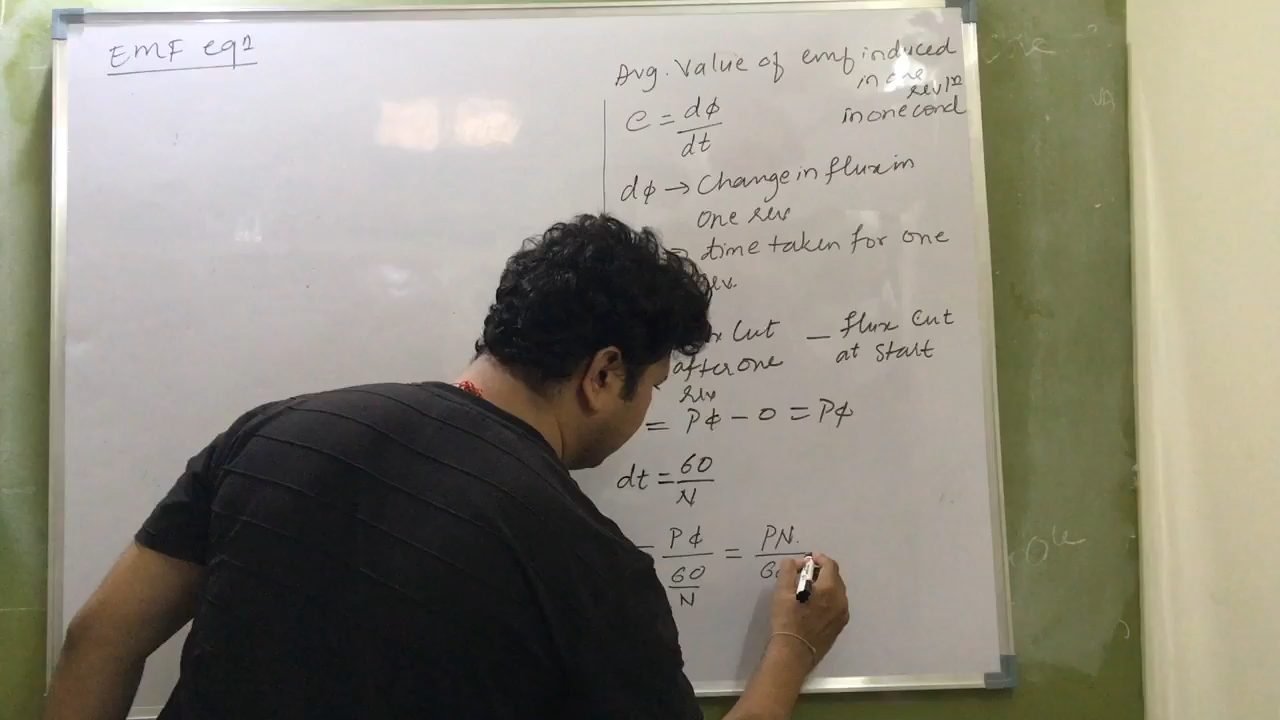 EMF eqn
Avg. Value of emf induced
in one
revln
in one cond
e = dφ
dt
dφ → Change in flux in
one rev
time taken for one
rev.
Cut — flux Cut
after one at Start
rev
= Pφ - 0 = Pφ
dt = 60
N
Pφ = PN.
60
N